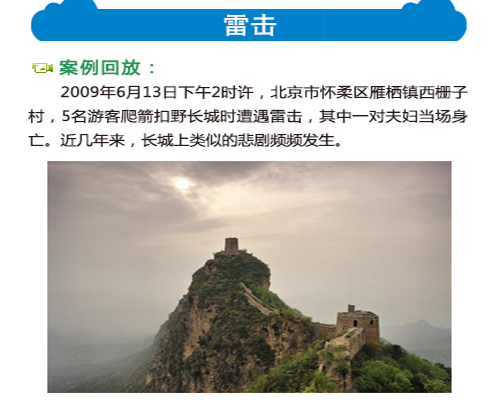 雷击
案例回放：
2009年6月13日下午2时许，北京市怀柔区雁栖镇西栅子
村，5名游客爬箭扣野长城时遭遇雷击，其中一对夫妇当场身
亡。近几年来，长城上类似的悲剧频频发生。